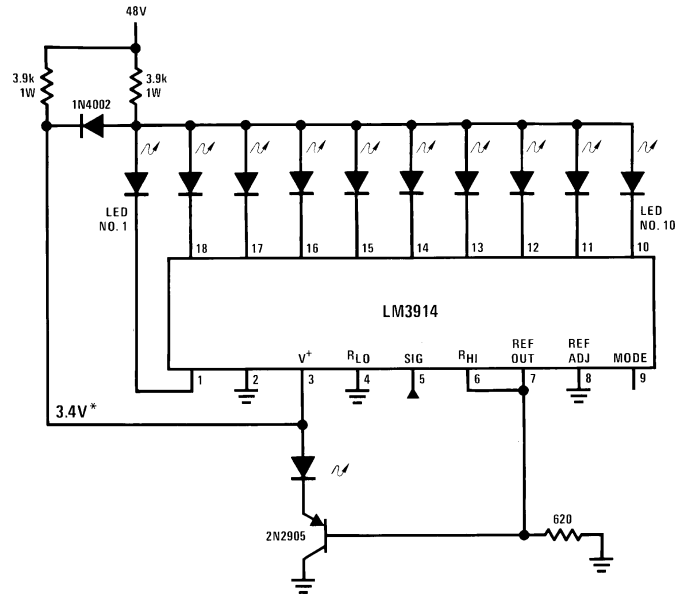 48V
3.9k
1W
3.9k
1W
1N4002
LED
NO. 1
LED
NO. 10
18
17
16
15
14
13
12
11
10
LM3914
V+
RLO
SIG
RHI
REF
OUT
REF
ADJ
MODE
1
2
3
4
5
6
7
8
9
3.4V*
2N2905
620